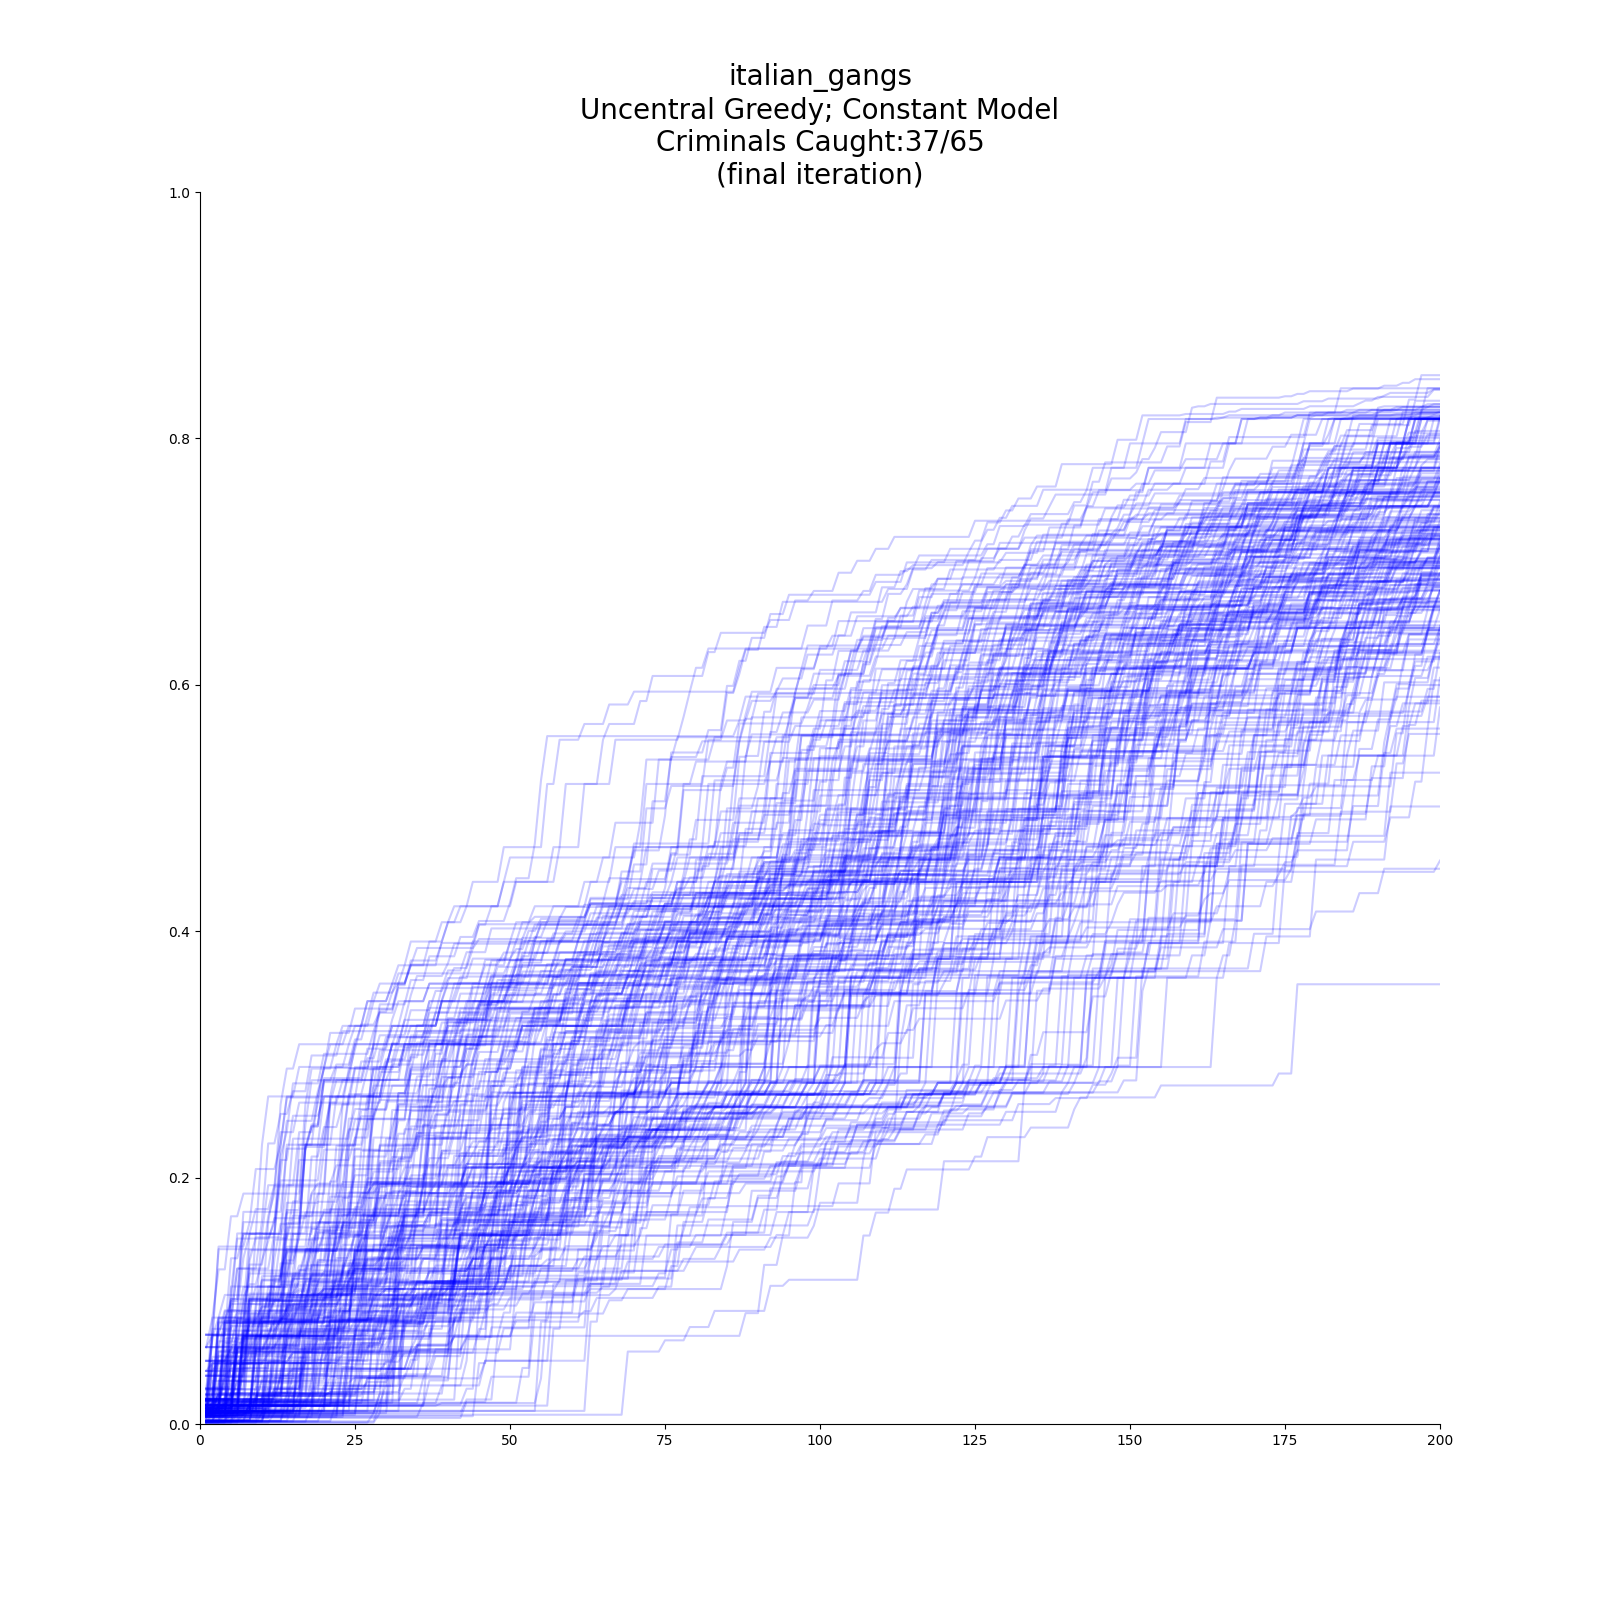 italian_gangs
Uncentral Greedy; Constant Model
Criminals Caught:37/65
(final iteration)
1.0
0.8
0.6
0.4
0.2
0.0
0 25 50 75 100 125 150 175 200